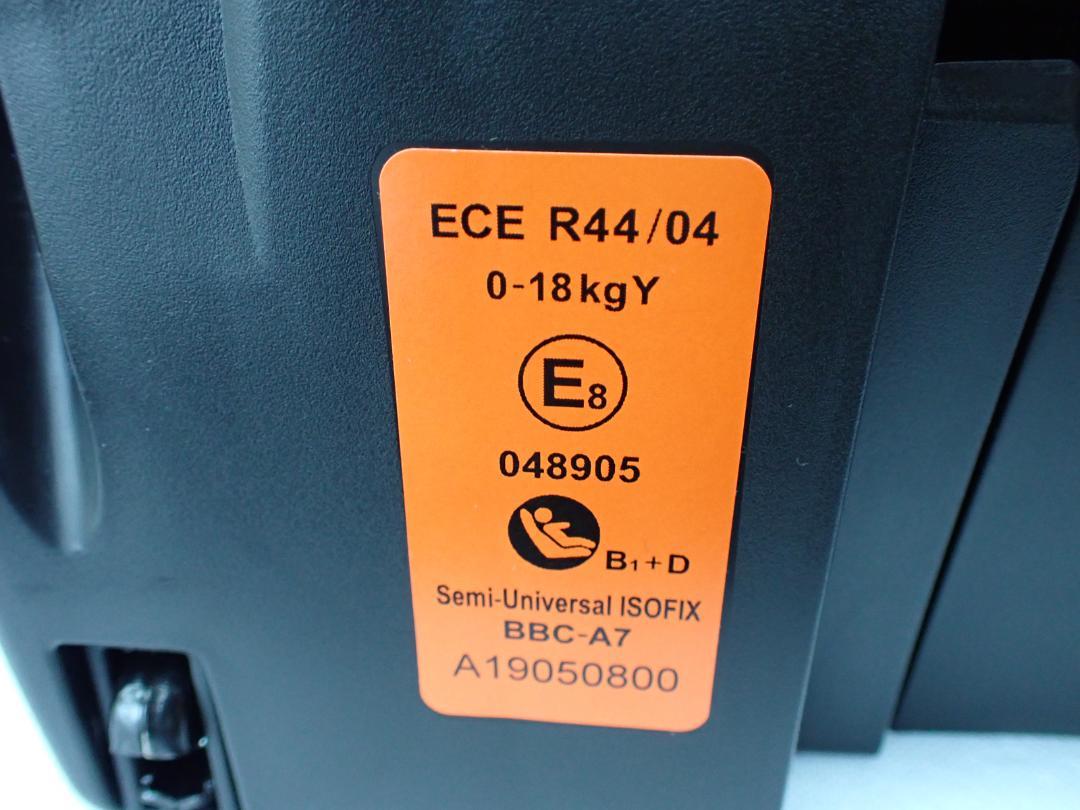 ECE R44/04
0-18kgY
E8
048905
B1+D
Semi-Universal ISOFIX
BBC-A7
A19050800